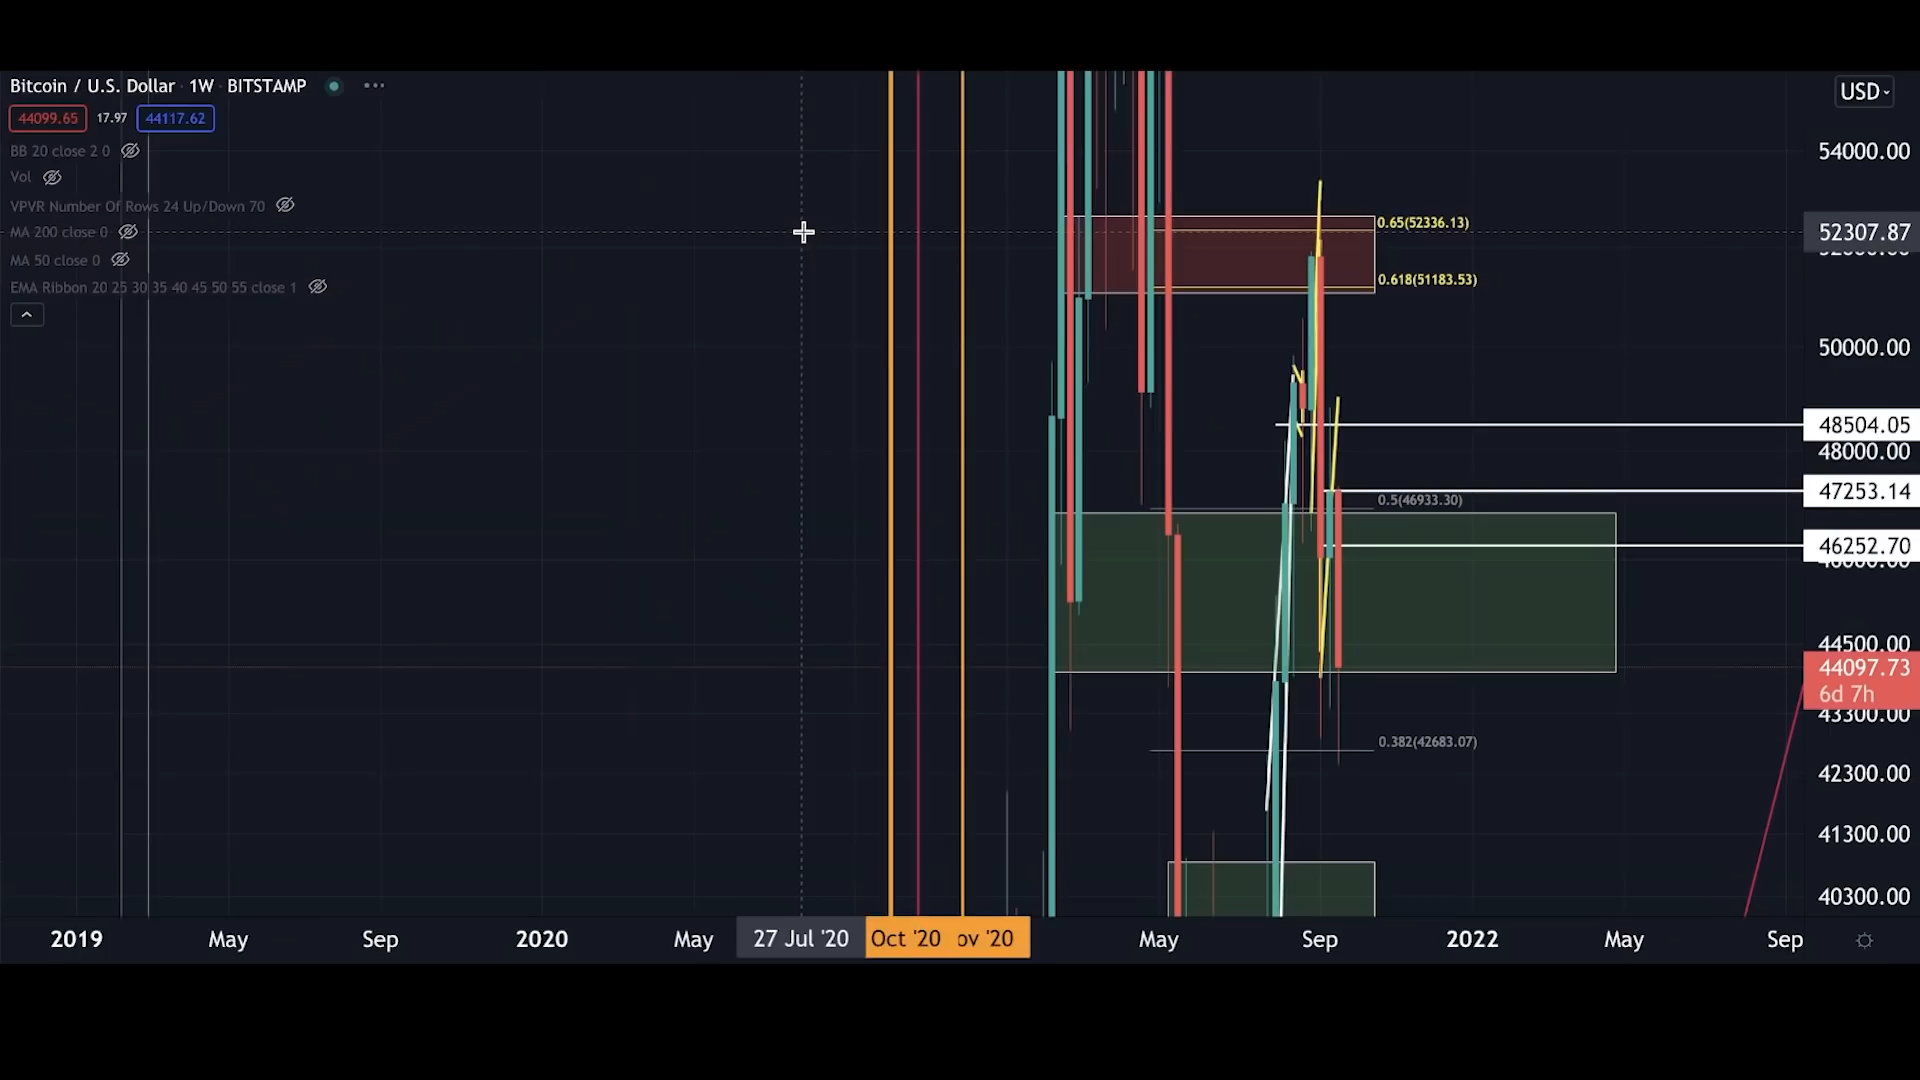 Bitcoin / U.S. Dollar · 1W · BITSTAMP
USD
44099.65 17.97 44117.62
BB 20 close 2 0
Vol
VPVR Number Of Rows 24 Up/Down 70
MA 200 close 0
MA 50 close 0
EMA Ribbon 20 25 30 35 40 45 50 55 close 1
54000.00
0.65(52336.13)
52307.87
0.618(51183.53)
50000.00
48504.05
48000.00
47253.14
0.5(46933.30)
46252.70
44500.00
44097.73
6d 7h
43300.00
0.382(42683.07)
42300.00
41300.00
40300.00
2019 May Sep 2020 May 27 Jul '20 Oct '20 ov '20 May Sep 2022 May Sep